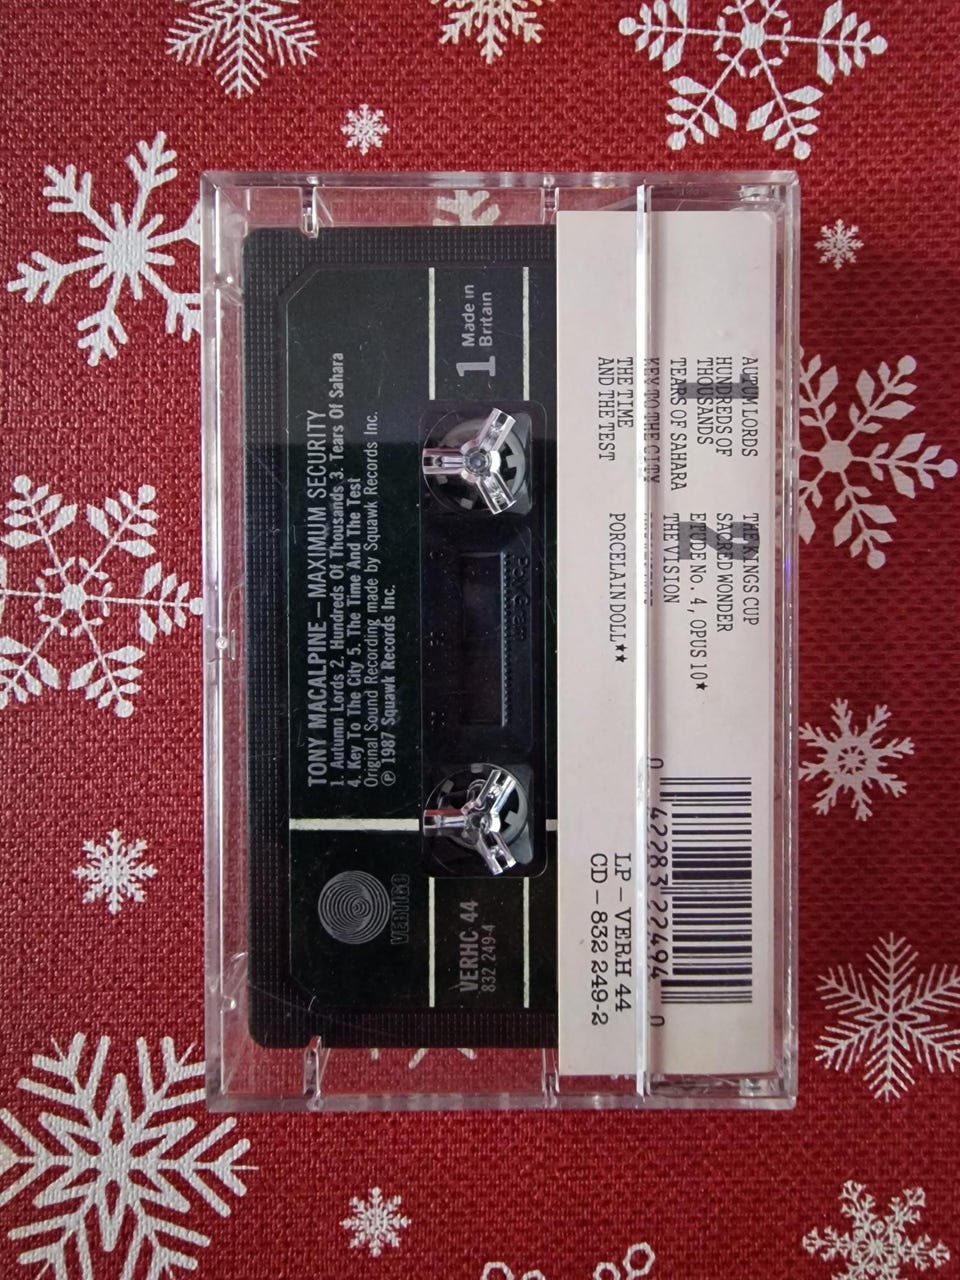 TONY MACALPINE – MAXIMUM SECURITY
1. Autumn Lords 2. Hundreds Of Thousands 3. Tears Of Sahara
4. Key To The City 5. The Time And The Test
Original Sound Recording made by Squawk Records Inc.
℗ 1987 Squawk Records Inc.
1 Made in
Britain
VERTIGO
VERHC 44
832 249-4
PolyGram
1
AUTUM LORDS
HUNDREDS OF
THOUSANDS
TEARS OF SAHARA
KEY TO THE CITY
THE TIME
AND THE TEST
2
THE KINGS CUP
SACRED WONDER
ETUDE No. 4, OPUS 10★
THE VISION
PORCELAIN DOLL★★
0 42283 22494 0
LP – VERH 44
CD – 832 249-2